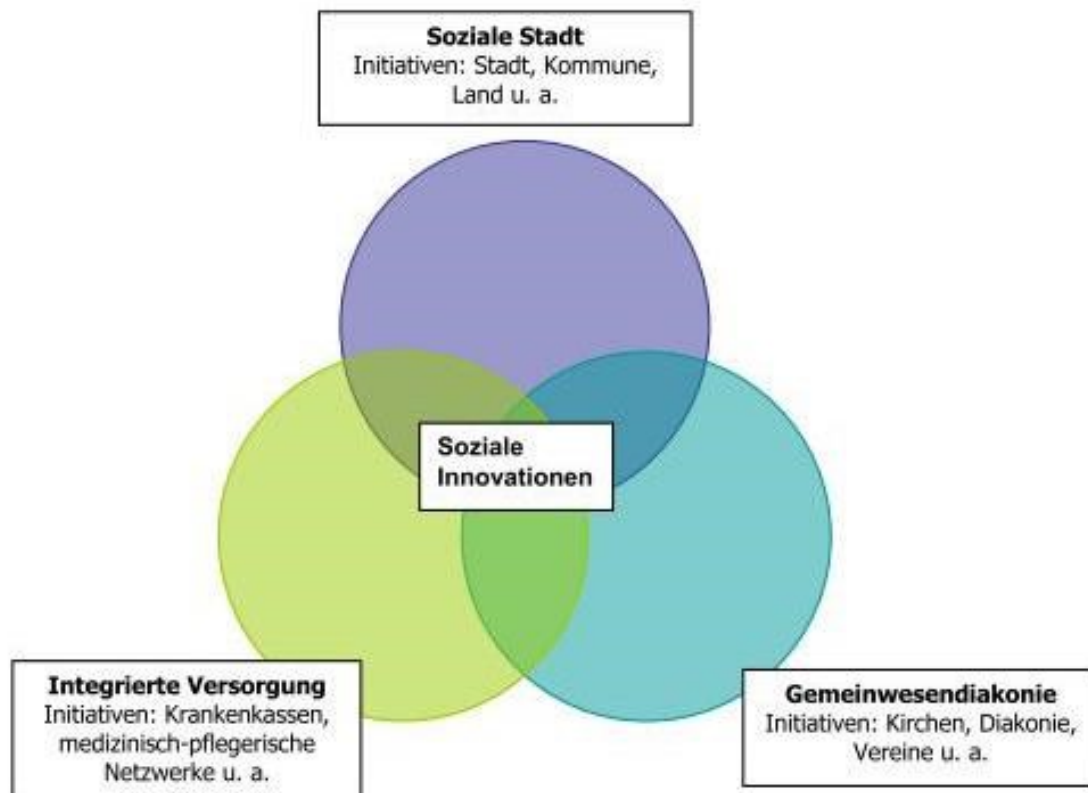 Soziale Stadt
Initiativen: Stadt, Kommune,
Land u. a.
Soziale
Innovationen
Integrierte Versorgung
Initiativen: Krankenkassen,
medizinisch-pflegerische
Netzwerke u. a.
Gemeinwesendiakonie
Initiativen: Kirchen, Diakonie,
Vereine u. a.